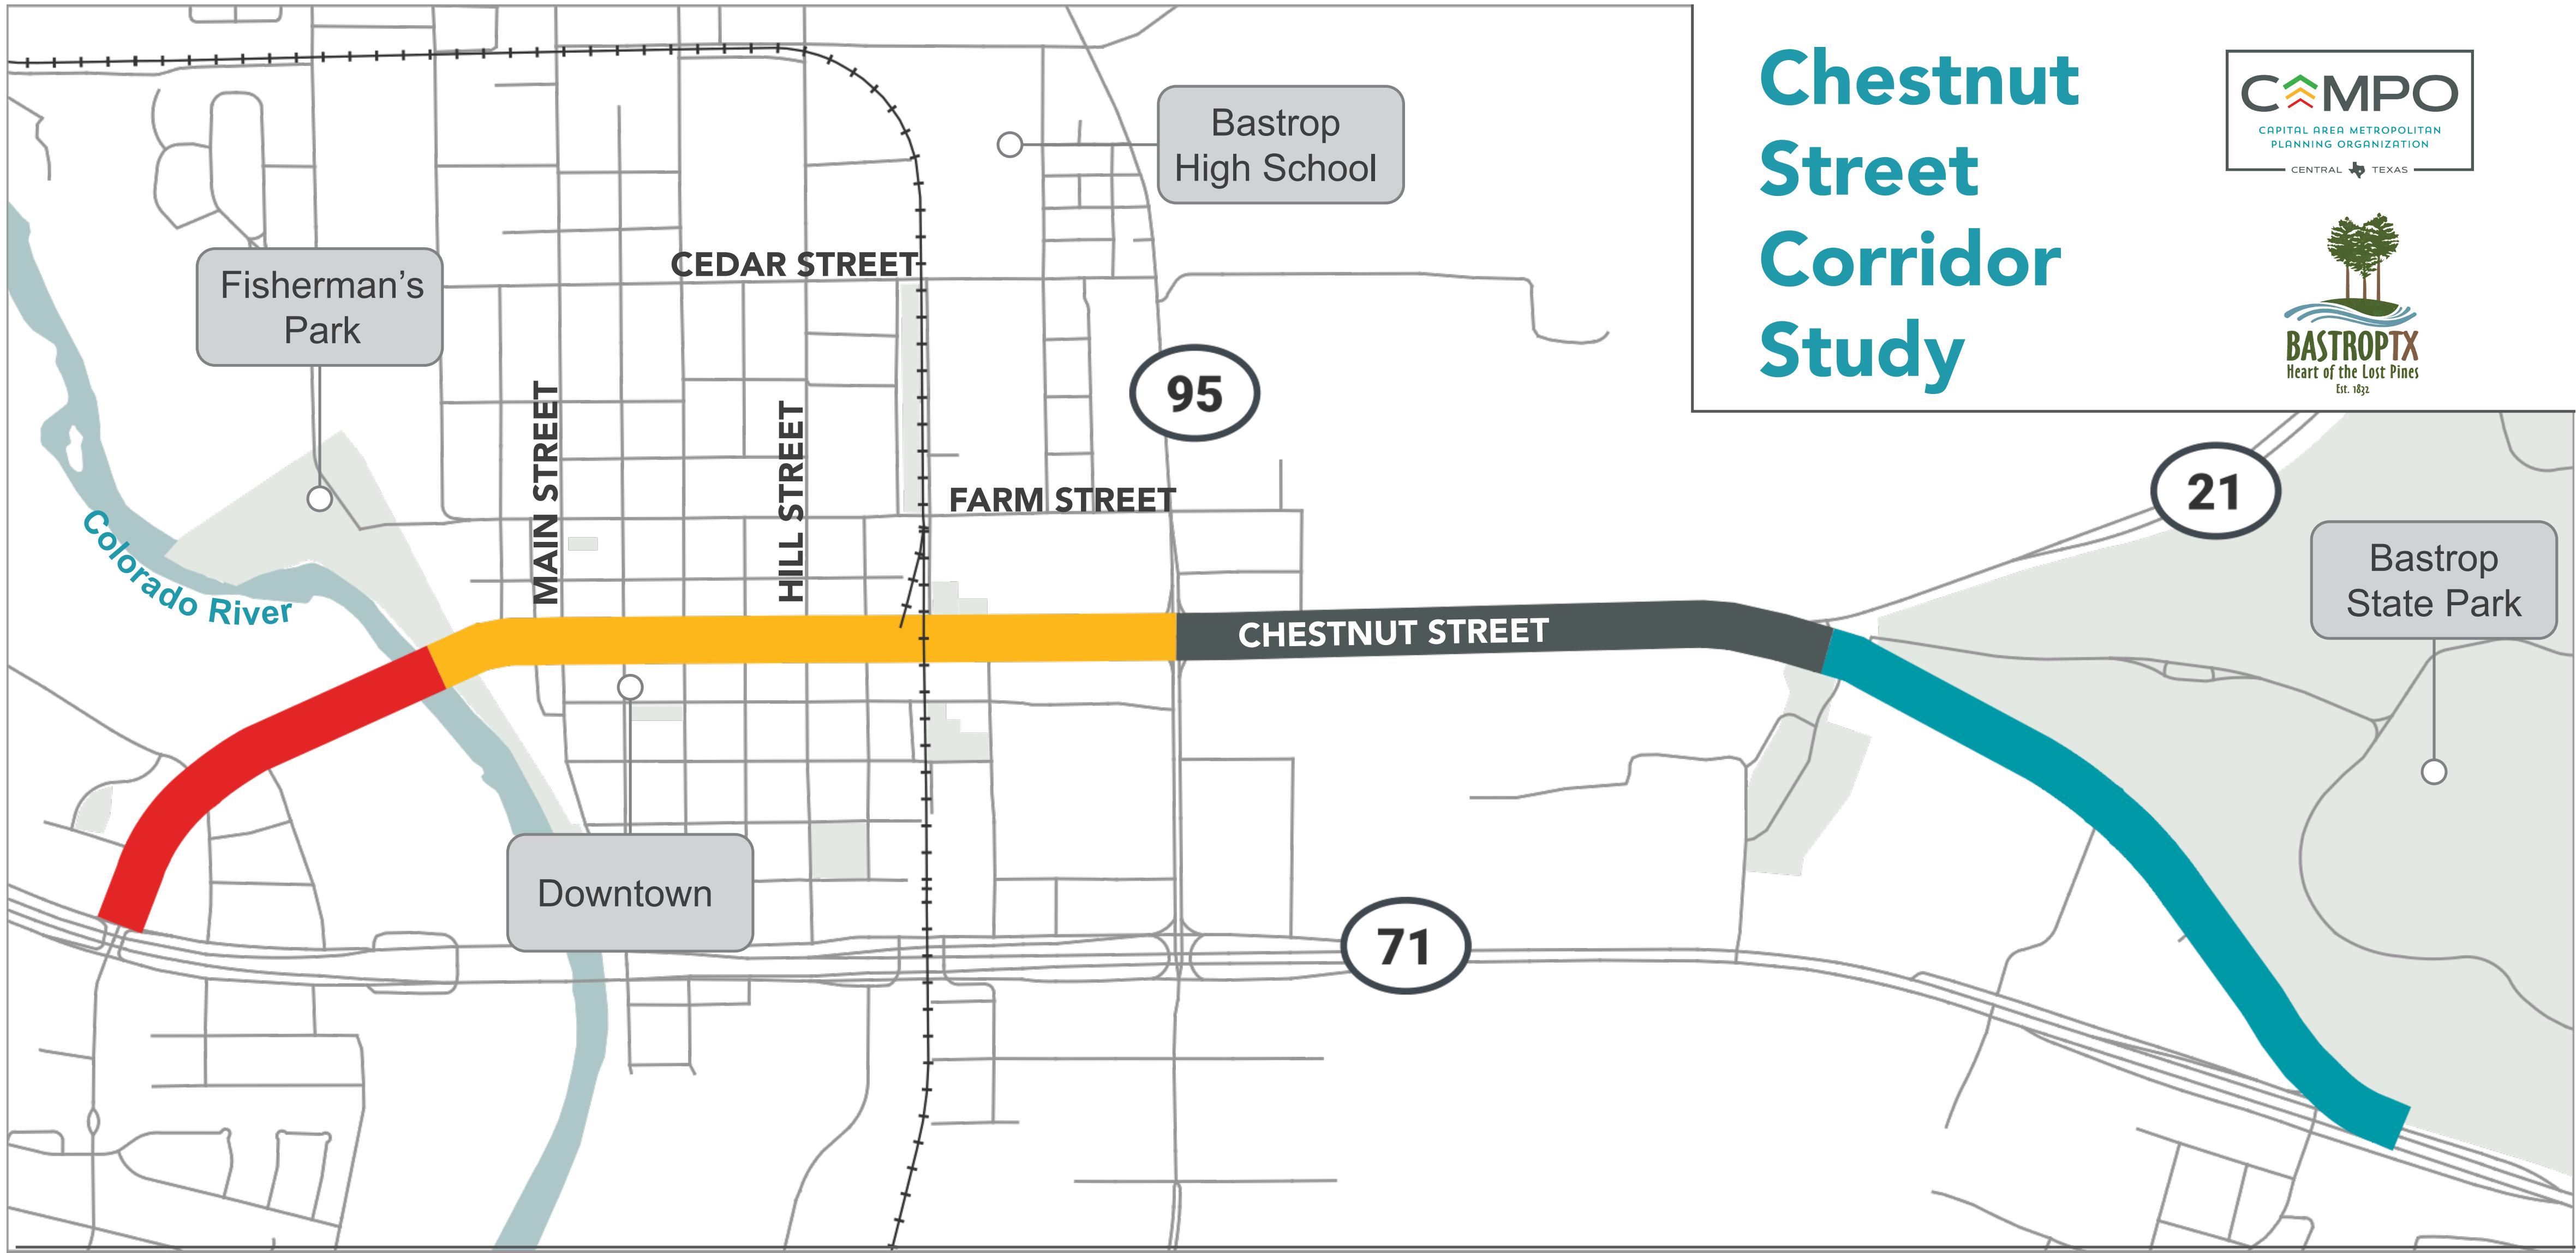 Chestnut
Street
Corridor
Study
CAMPO
CAPITAL AREA METROPOLITAN
PLANNING ORGANIZATION
CENTRAL TEXAS
BASTROPTX
Heart of the Lost Pines
Est. 1832
Bastrop
High School
CEDAR STREET
Fisherman's
Park
95
MAIN STREET
HILL STREET
FARM STREET
21
Colorado River
Bastrop
State Park
CHESTNUT STREET
Downtown
71